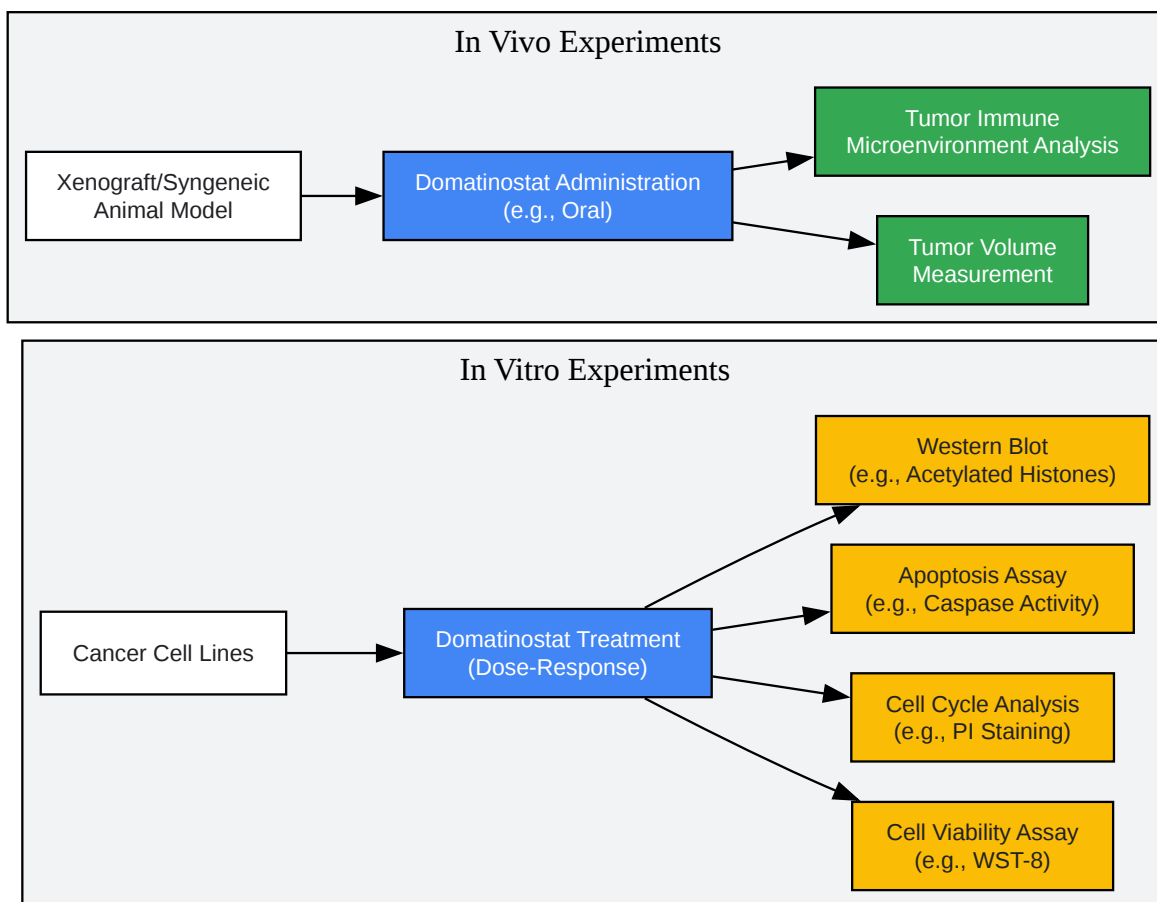 In Vivo Experiments
Xenograft/Syngeneic
Animal Model
Domatinostat Administration
(e.g., Oral)
Tumor Immune
Microenvironment Analysis
Tumor Volume
Measurement
In Vitro Experiments
Cancer Cell Lines
Domatinostat Treatment
(Dose-Response)
Western Blot
(e.g., Acetylated Histones)
Apoptosis Assay
(e.g., Caspase Activity)
Cell Cycle Analysis
(e.g., PI Staining)
Cell Viability Assay
(e.g., WST-8)